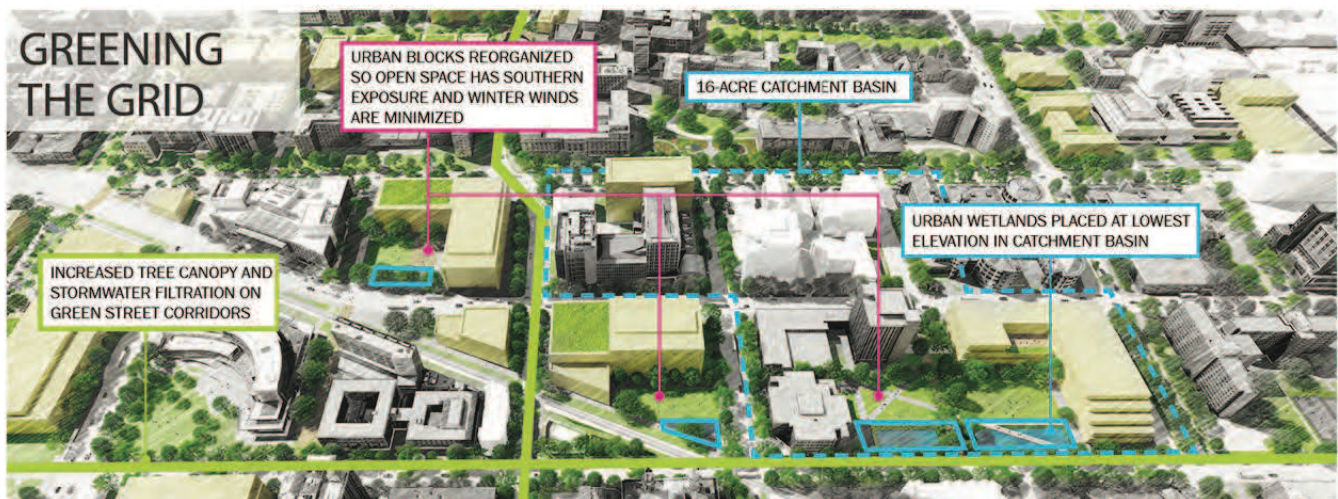 GREENING
THE GRID
URBAN BLOCKS REORGANIZED
SO OPEN SPACE HAS SOUTHERN
EXPOSURE AND WINTER WINDS
ARE MINIMIZED
16-ACRE CATCHMENT BASIN
URBAN WETLANDS PLACED AT LOWEST
ELEVATION IN CATCHMENT BASIN
INCREASED TREE CANOPY AND
STORMWATER FILTRATION ON
GREEN STREET CORRIDORS